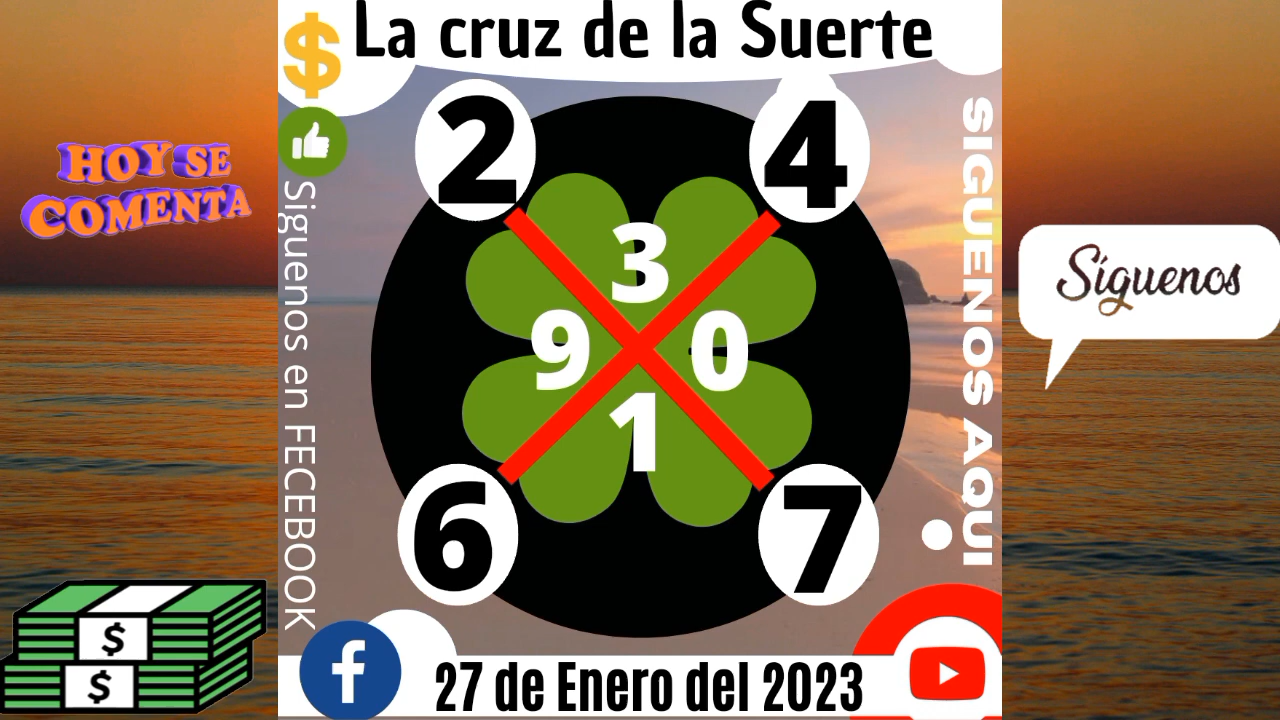 La cruz de la Suerte
$
HOY SE
COMENTA
Siguenos en FECEBOOK
2
4
3
9
0
1
6
7
SIGUENOS AQUI
Síguenos
$
$
f
27 de Enero del 2023